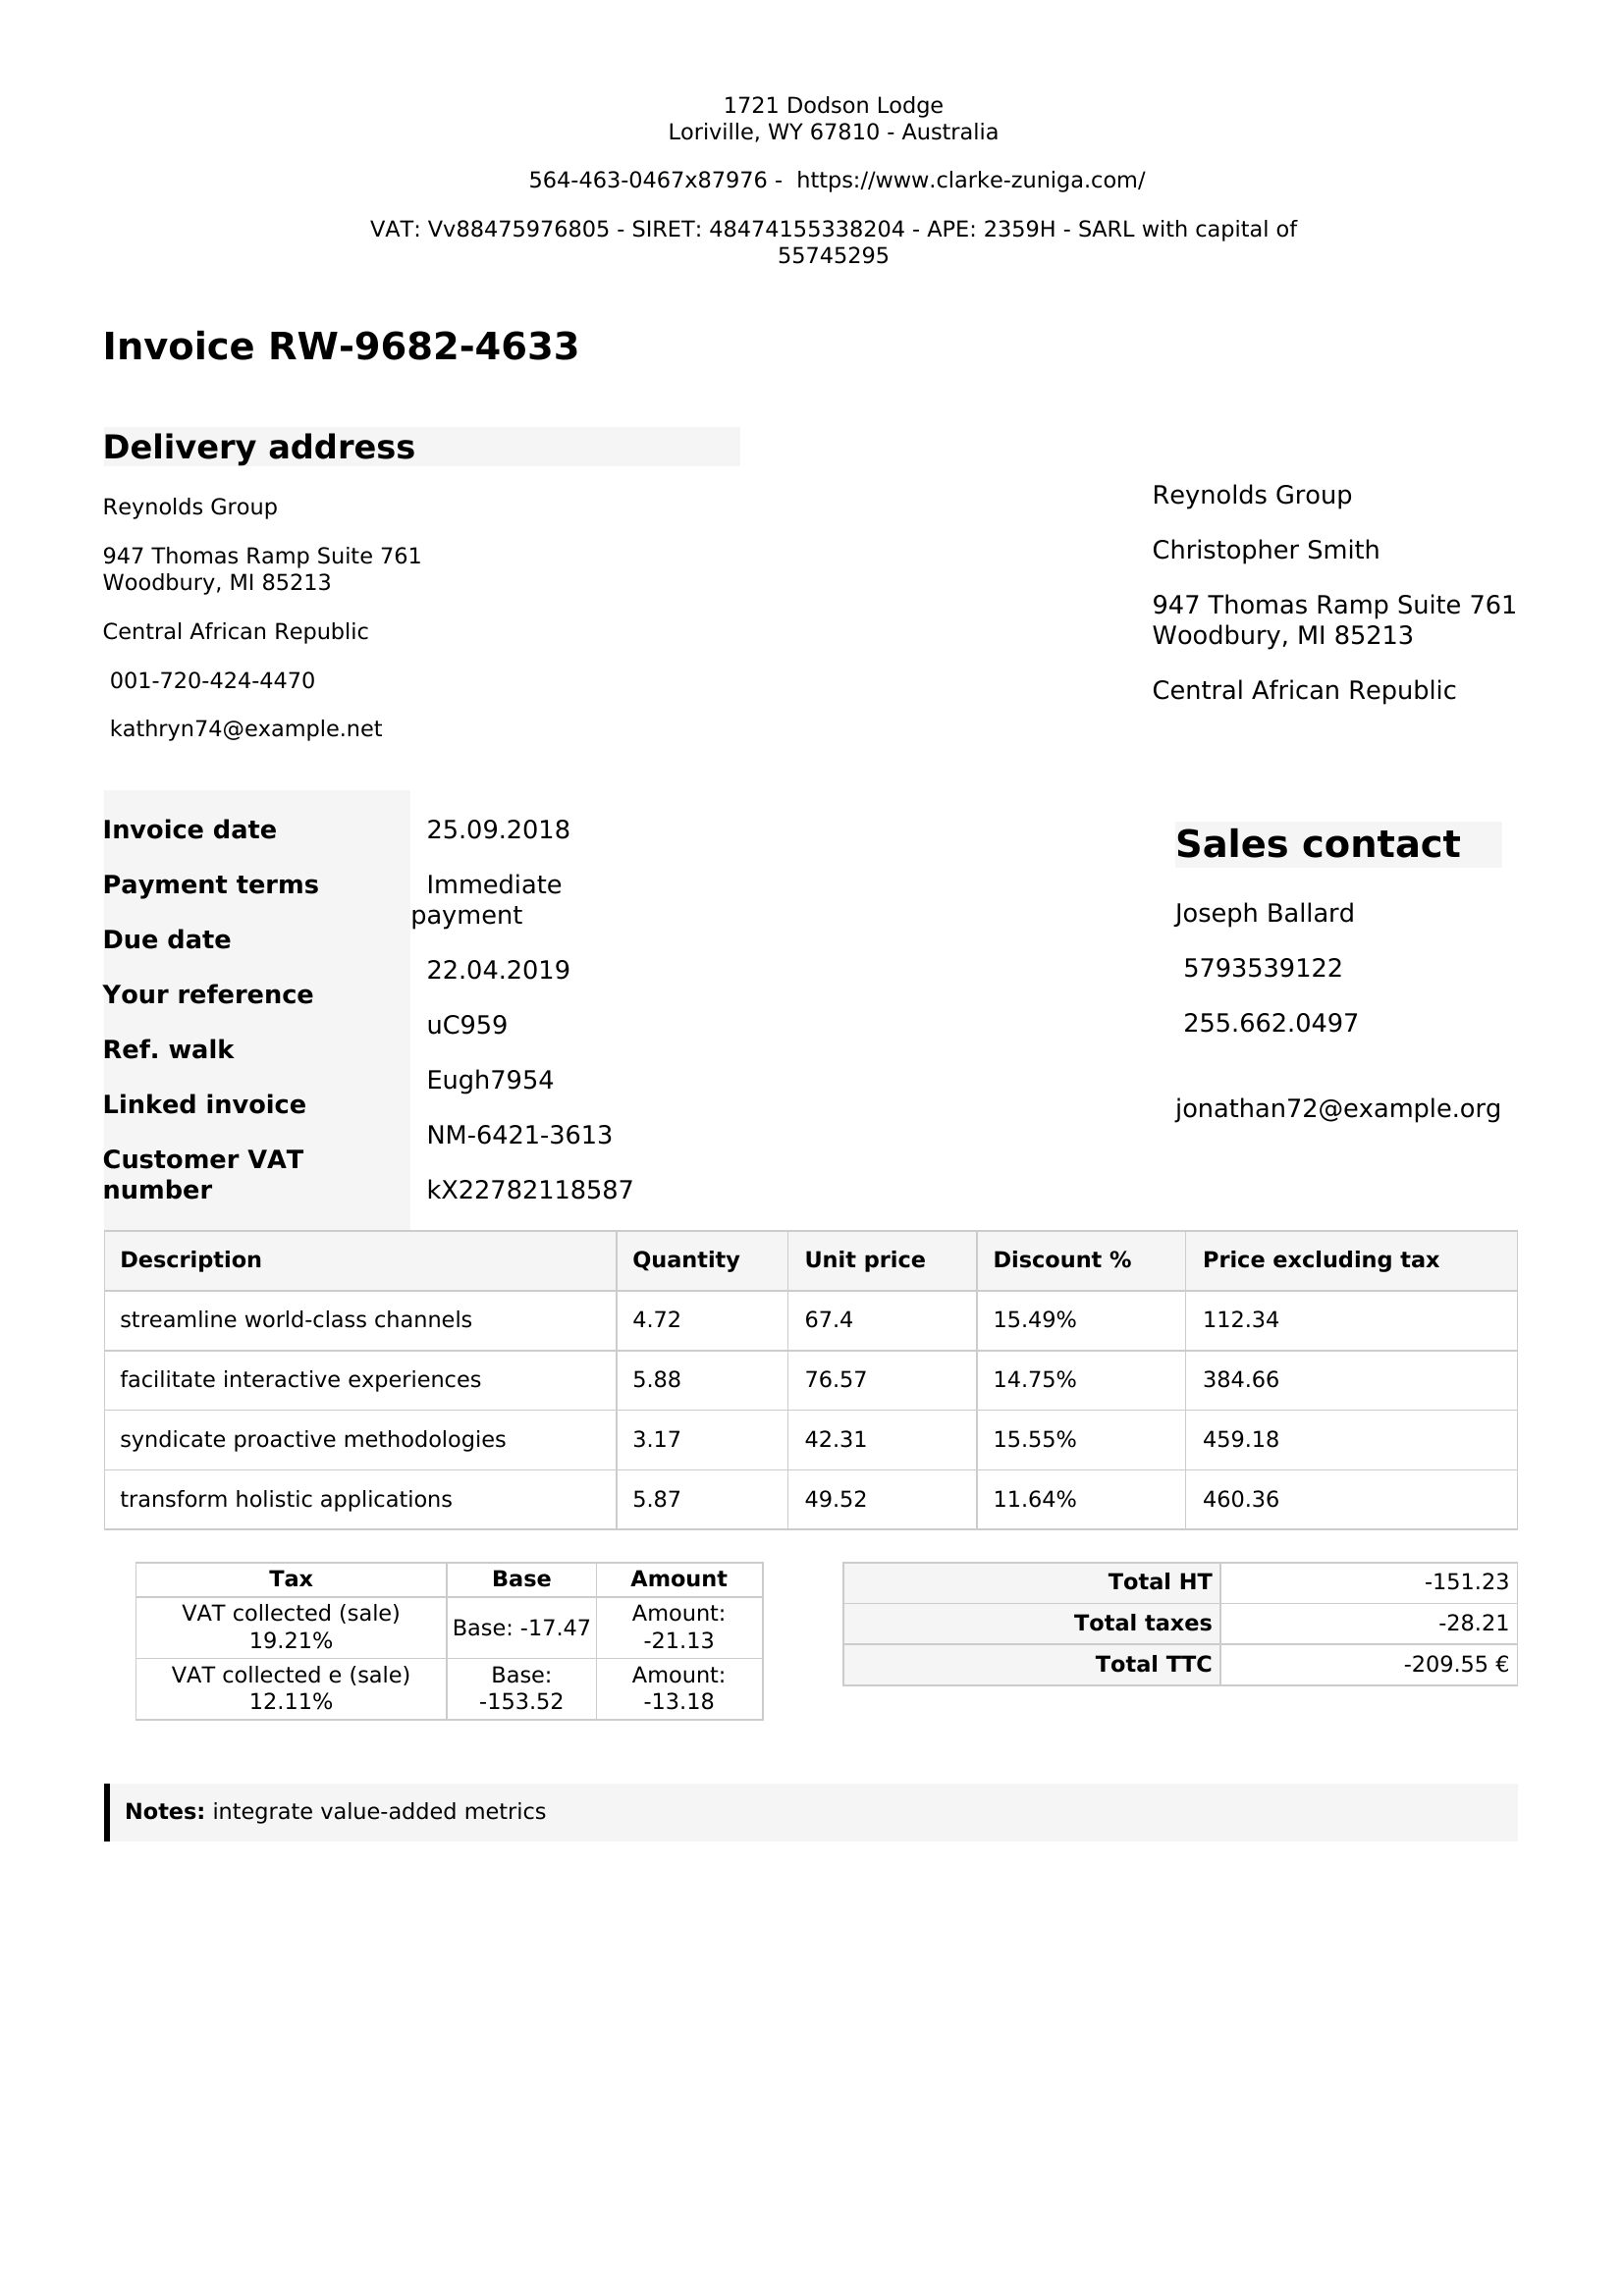 1721 Dodson Lodge
Loriville, WY 67810 - Australia
564-463-0467x87976 - https://www.clarke-zuniga.com/
VAT: Vv88475976805 - SIRET: 48474155338204 - APE: 2359H - SARL with capital of
55745295
Invoice RW-9682-4633
Delivery address
Reynolds Group
947 Thomas Ramp Suite 761
Woodbury, MI 85213
Central African Republic
001-720-424-4470
kathryn74@example.net
Reynolds Group
Christopher Smith
947 Thomas Ramp Suite 761
Woodbury, MI 85213
Central African Republic
Invoice date
Payment terms
Due date
Your reference
Ref. walk
Linked invoice
Customer VAT
number
25.09.2018
Immediate
payment
22.04.2019
uC959
Eugh7954
NM-6421-3613
kX22782118587
Sales contact
Joseph Ballard
5793539122
255.662.0497
jonathan72@example.org
Description Quantity Unit price Discount % Price excluding tax
streamline world-class channels 4.72 67.4 15.49% 112.34
facilitate interactive experiences 5.88 76.57 14.75% 384.66
syndicate proactive methodologies 3.17 42.31 15.55% 459.18
transform holistic applications 5.87 49.52 11.64% 460.36
Tax Base Amount
VAT collected (sale)
19.21%
Base: -17.47
Amount:
-21.13
VAT collected e (sale)
12.11%
Base:
-153.52
Amount:
-13.18
Total HT -151.23
Total taxes -28.21
Total TTC -209.55 €
Notes: integrate value-added metrics